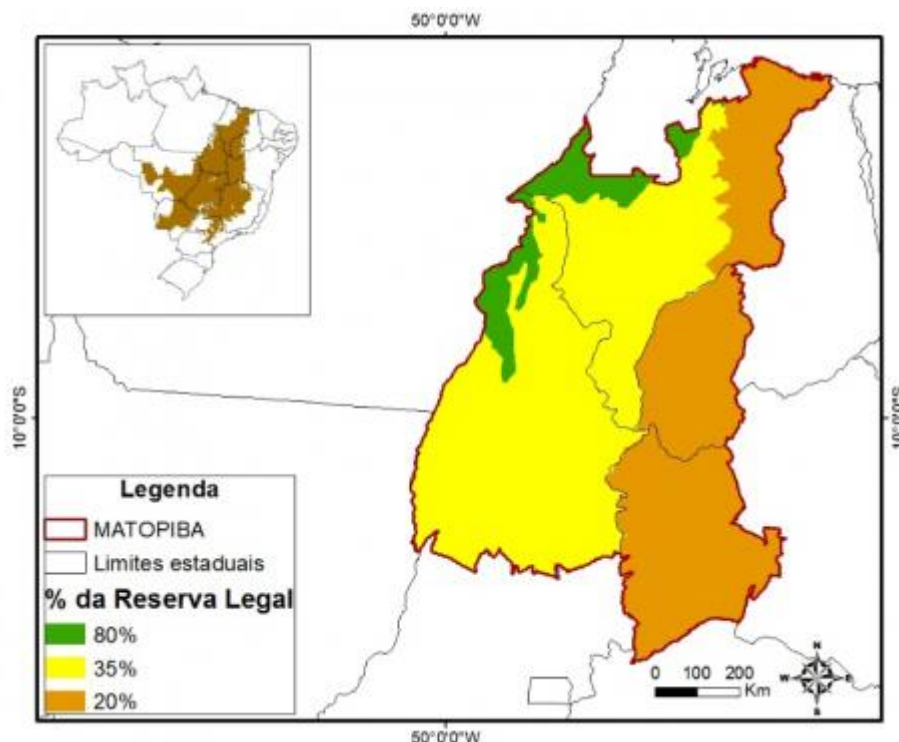 50°0'0"W
10°0'0"S
10°0'0"S
Legenda
MATOPIBA
Limites estaduais
% da Reserva Legal
80%
35%
20%
N
W
E
S
0 100 200
Km
50°0'0"W